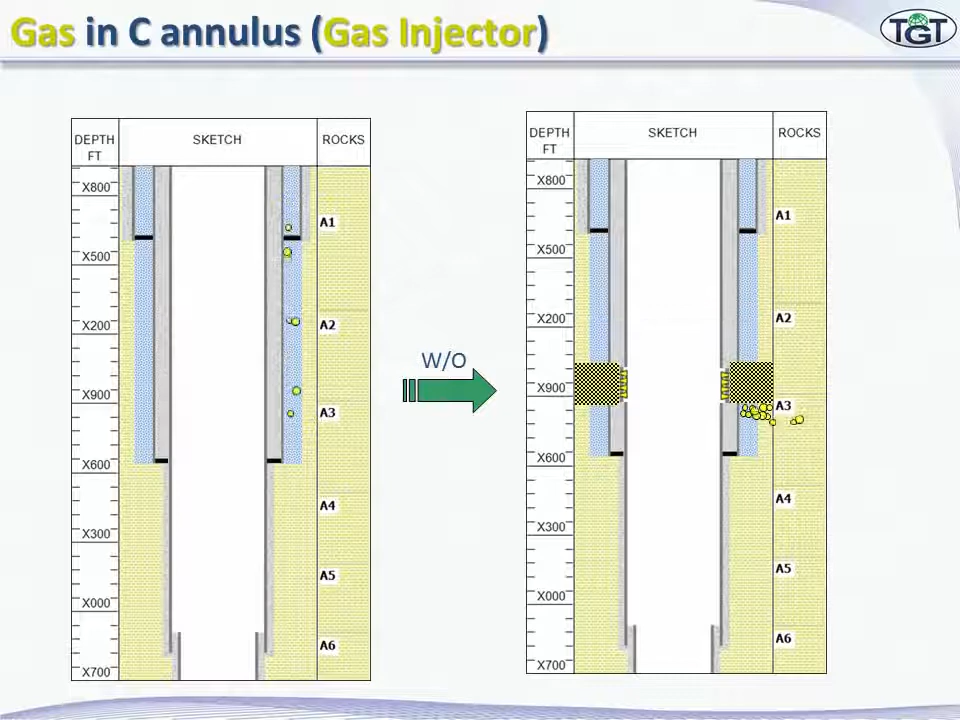 Gas in C annulus (Gas Injector)
TGT
DEPTH FT
SKETCH
ROCKS
X800
X500
X200
X900
X600
X300
X000
X700
A1
A2
A3
A4
A5
A6
W/O
DEPTH FT
SKETCH
ROCKS
X800
X500
X200
X900
X600
X300
X000
X700
A1
A2
A3
A4
A5
A6